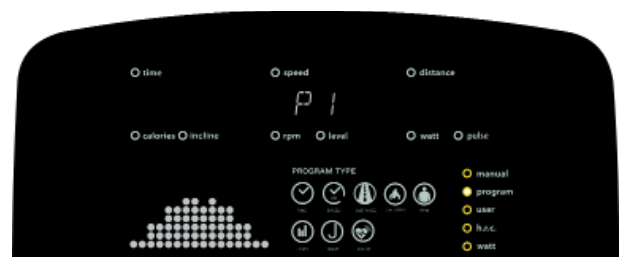 time speed distance
P1
calories incline rpm level watt pulse
PROGRAM TYPE
manual
program
user
h.r.c.
watt